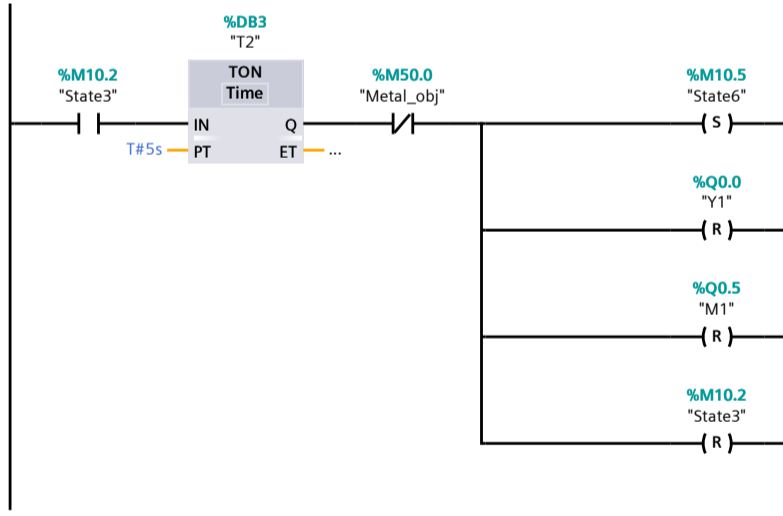 %DB3
"T2"
%M10.2
"State3"
TON
Time
%M50.0
"Metal_obj"
%M10.5
"State6"
IN
Q
S
T#5s
PT
ET
...
%Q0.0
"Y1"
R
%Q0.5
"M1"
R
%M10.2
"State3"
R